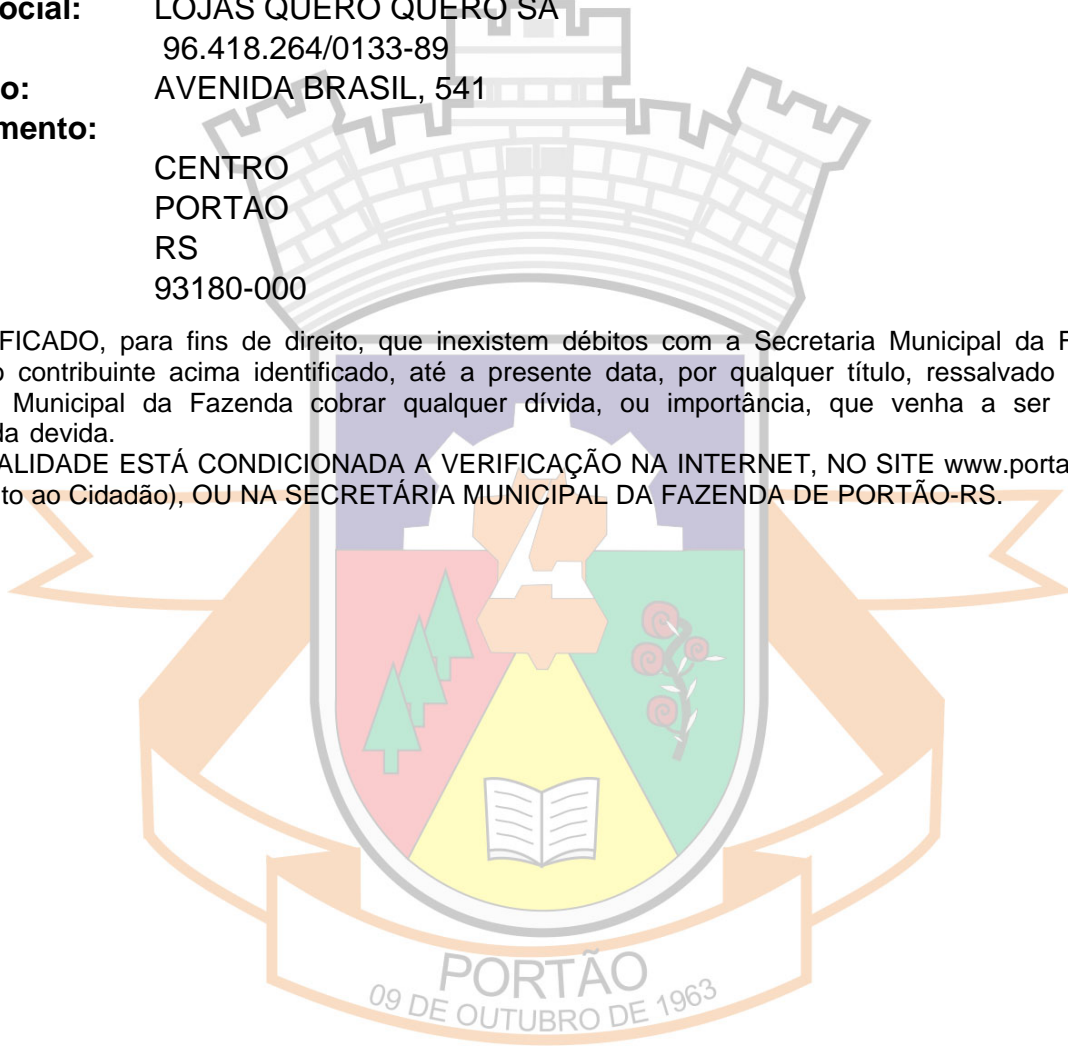 ocial: LOJAS QUERO QUERO SA
96.418.264/0133-89
o: AVENIDA BRASIL, 541
mento:
CENTRO
PORTAO
RS
93180-000
FICADO, para fins de direito, que inexistem débitos com a Secretaria Municipal da F
o contribuinte acima identificado, até a presente data, por qualquer título, ressalvado
Municipal da Fazenda cobrar qualquer dívida, ou importância, que venha a ser
da devida.
ALIDADE ESTÁ CONDICIONADA A VERIFICAÇÃO NA INTERNET, NO SITE www.porta
to ao Cidadão), OU NA SECRETÁRIA MUNICIPAL DA FAZENDA DE PORTÃO-RS.
PORTÃO
09 DE OUTUBRO DE 1963